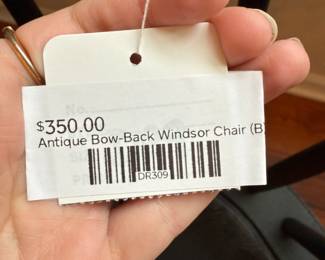 $350.00
Antique Bow-Back Windsor Chair (B)
DR309